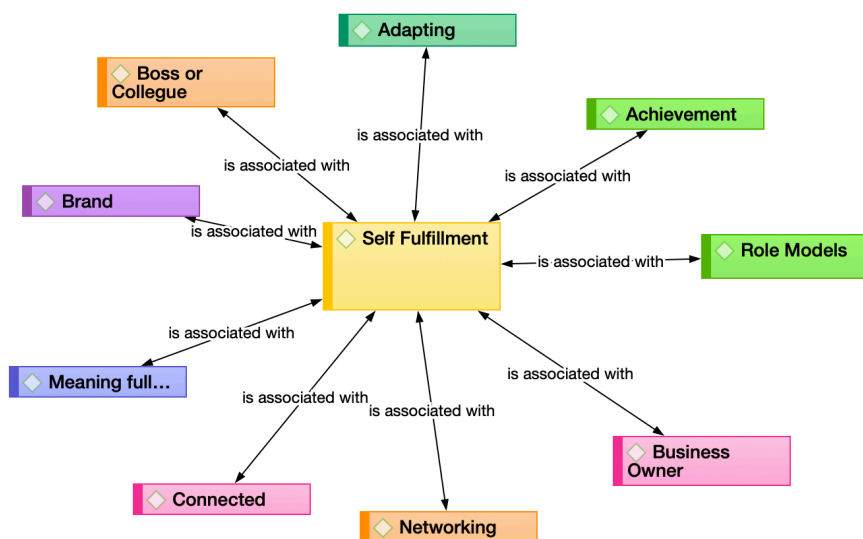 Adapting
Boss or
Collegue
Achievement
is associated with
is associated with
is associated with
Brand
is associated with
Self Fulfillment
Role Models
is associated with
is associated with
Meaning full...
is associated with
is associated with
is associated with
Business
Owner
Connected
Networking